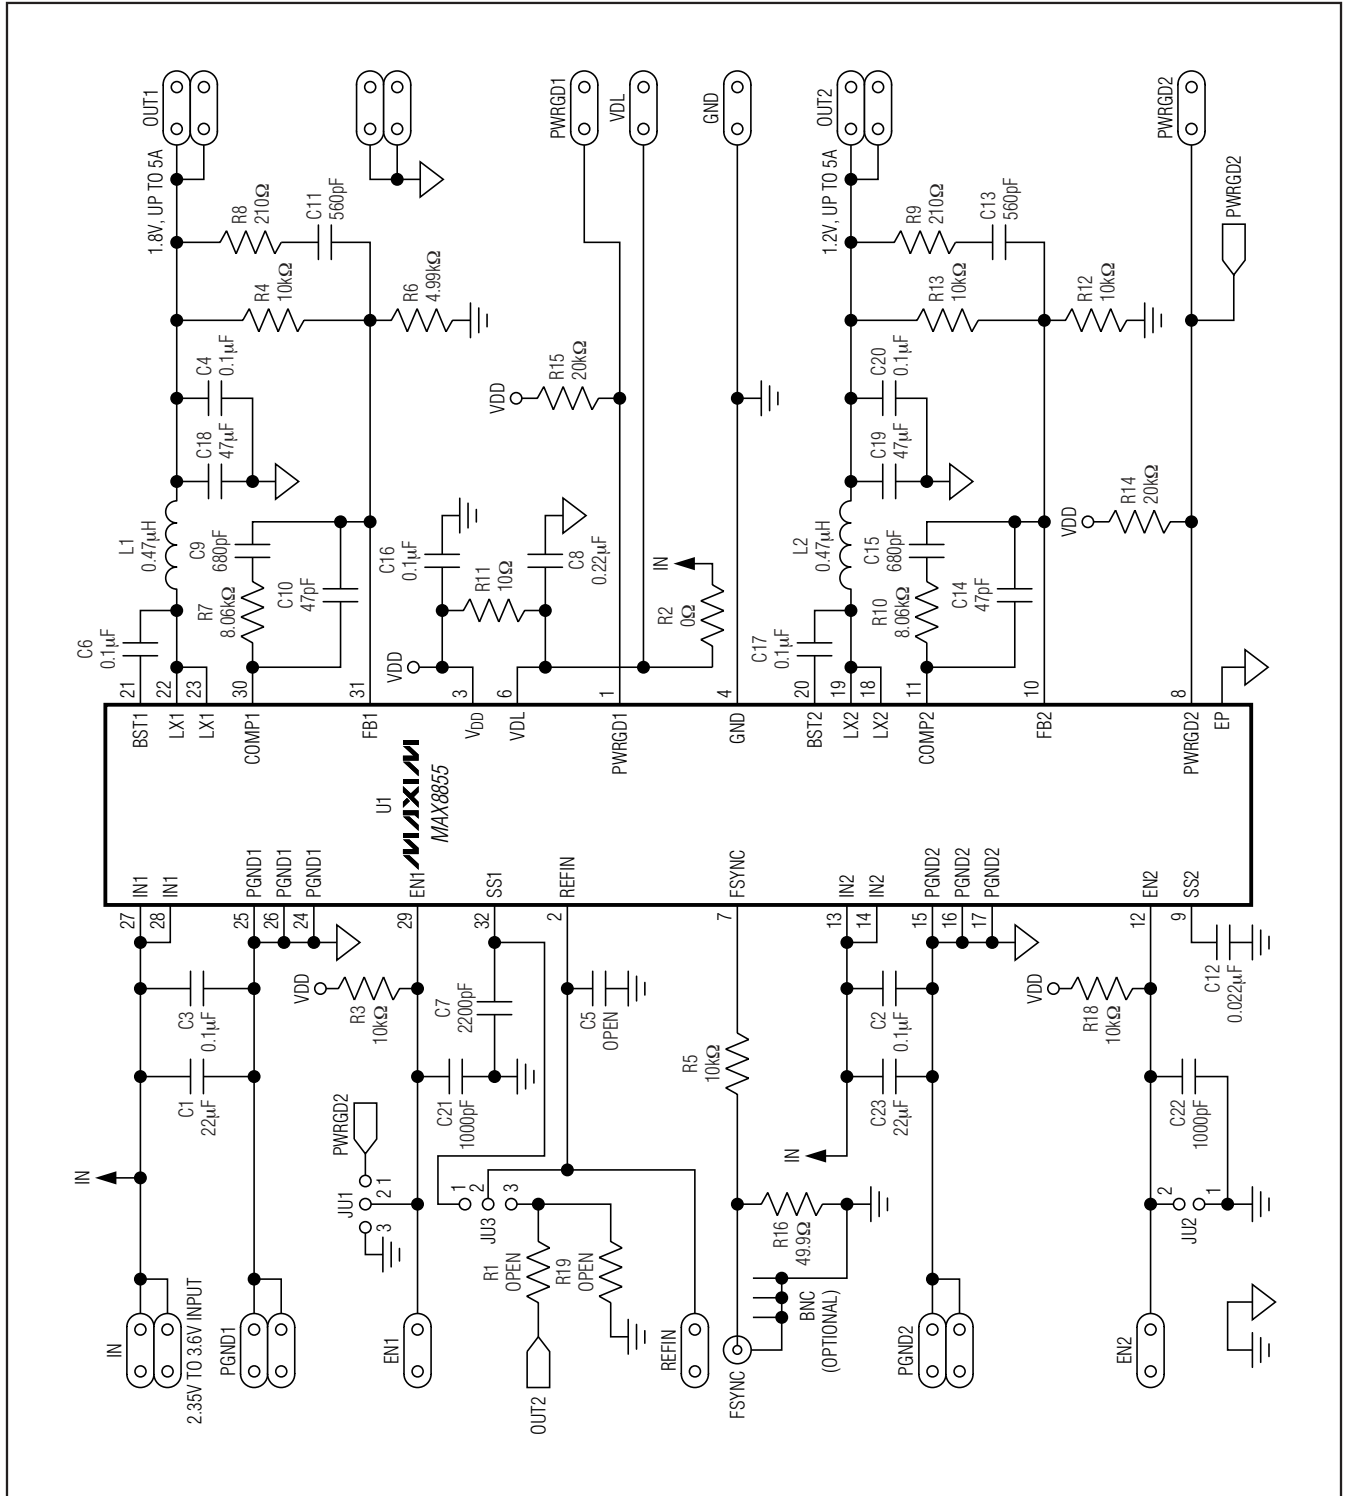 IN
2.35V TO 3.6V INPUT
PGND1
EN1
OUT2
REFIN
FSYNC
BNC
(OPTIONAL)
PGND2
EN2
IN
C1
22µF
C3
0.1µF
VDD
R3
10kΩ
PWRGD2
JU1
1
2
3
C21
1000pF
C7
2200pF
C5
OPEN
JU3
1
2
3
R1
OPEN
R19
OPEN
R5
10kΩ
R16
49.9Ω
IN
C23
22µF
C2
0.1µF
VDD
R18
10kΩ
C22
1000pF
JU2
2
1
C12
0.022µF
27
28
25
26
24
29
32
2
7
13
14
15
16
17
12
9
IN1
IN1
PGND1
PGND1
PGND1
EN1
SS1
REFIN
FSYNC
IN2
IN2
PGND2
PGND2
PGND2
EN2
SS2
U1
MAXIM
MAX8855
BST1
LX1
LX1
COMP1
FB1
VDD
VDL
PWRGD1
GND
BST2
LX2
LX2
COMP2
FB2
PWRGD2
EP
21
22
23
30
31
3
6
1
4
20
19
18
11
10
8
C6
0.1µF
L1
0.47µH
R7
8.06kΩ
C9
680pF
C10
47pF
C18
47µF
C4
0.1µF
R4
10kΩ
R8
210Ω
C11
560pF
R6
4.99kΩ
1.8V, UP TO 5A
OUT1
VDD
C16
0.1µF
R11
10Ω
C8
0.22µF
R2
0Ω
IN
VDD
R15
20kΩ
PWRGD1
VDL
GND
C17
0.1µF
L2
0.47µH
R10
8.06kΩ
C15
680pF
C14
47pF
C19
47µF
C20
0.1µF
R13
10kΩ
R9
210Ω
C13
560pF
R12
10kΩ
1.2V, UP TO 5A
OUT2
VDD
R14
20kΩ
PWRGD2
PWRGD2